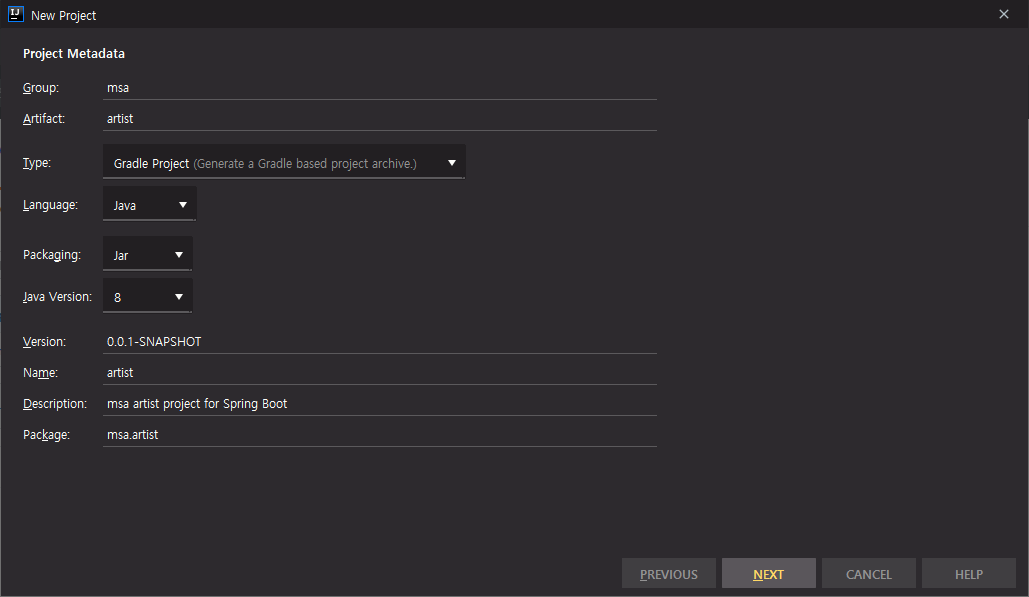 IJ New Project
Project Metadata
Group: msa
Artifact: artist
Type: Gradle Project (Generate a Gradle based project archive.)
Language: Java
Packaging: Jar
Java Version: 8
Version: 0.0.1-SNAPSHOT
Name: artist
Description: msa artist project for Spring Boot
Package: msa.artist
PREVIOUS NEXT CANCEL HELP